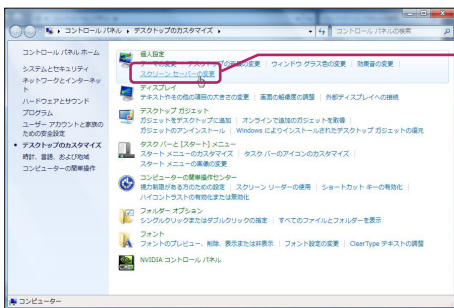 コントロール パネル ▸ デスクトップのカスタマイズ ▸
コントロール パネルの検索
コントロール パネル ホーム
システムとセキュリティ
ネットワークとインターネッ
ト
ハードウェアとサウンド
プログラム
ユーザー アカウントと家族の
ための安全設定
デスクトップのカスタマイズ
時計、言語、および地域
コンピューターの簡単操作
個人設定
テーマの変更 デスクトップの背景の変更 ウィンドウ グラス色の変更 効果音の変更
スクリーン セーバーの変更
ディスプレイ
テキストやその他の項目の大きさの変更 画面の解像度の調整 外部ディスプレイへの接続
デスクトップ ガジェット
ガジェットをデスクトップに追加 オンラインで追加のガジェットを取得
ガジェットのアンインストール Windows によりインストールされたデスクトップ ガジェットの復元
タスク バーと [スタート] メニュー
スタート メニューのカスタマイズ タスク バーのアイコンのカスタマイズ
スタート メニューの画像の変更
コンピューターの簡単操作センター
視力制限がある方のための設定 スクリーン リーダーの使用 ショートカット キーの有効化
ハイコントラストの有効化または無効化
フォルダー オプション
シングルクリックまたはダブルクリックの指定 すべてのファイルとフォルダーを表示
フォント
フォントのプレビュー、削除、表示または非表示 フォント設定の変更 ClearType テキストの調整
NVIDIA コントロール パネル
コンピューター